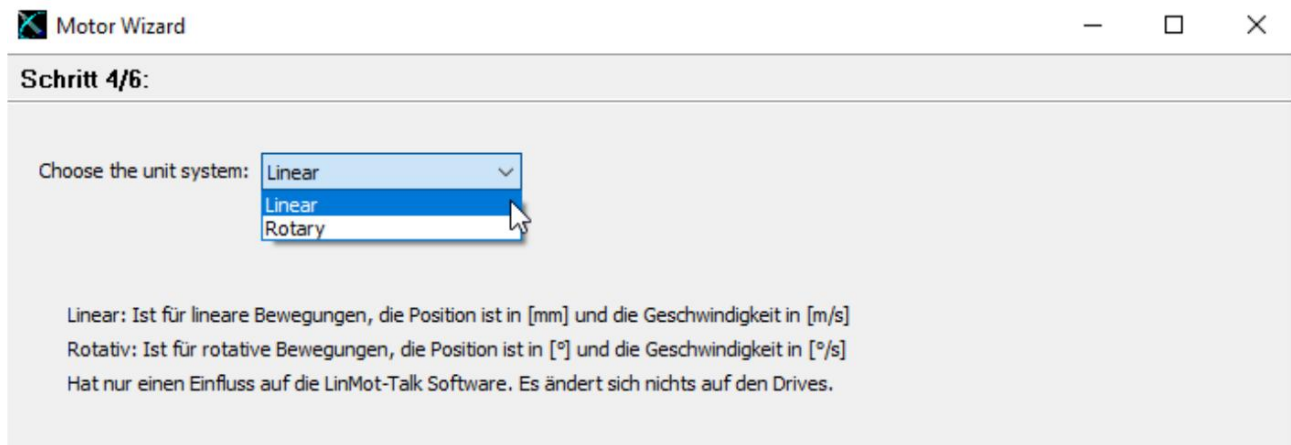 Motor Wizard
Schritt 4/6:
Choose the unit system: Linear
Linear
Rotary
Linear: Ist für lineare Bewegungen, die Position ist in [mm] und die Geschwindigkeit in [m/s]
Rotativ: Ist für rotative Bewegungen, die Position ist in [°] und die Geschwindigkeit in [°/s]
Hat nur einen Einfluss auf die LinMot-Talk Software. Es ändert sich nichts auf den Drives.